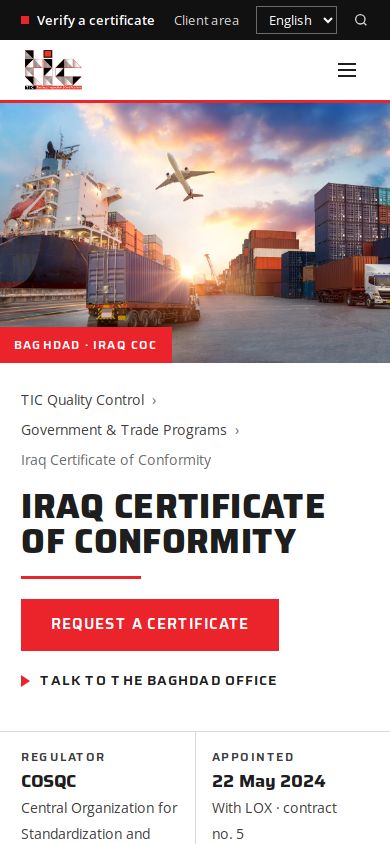 Verify a certificate Client area English
tic
BAGHDAD · IRAQ COC
TIC Quality Control ›
Government & Trade Programs ›
Iraq Certificate of Conformity
IRAQ CERTIFICATE
OF CONFORMITY
REQUEST A CERTIFICATE
TALK TO THE BAGHDAD OFFICE
REGULATOR
COSQC
Central Organization for
Standardization and
APPOINTED
22 May 2024
With LOX · contract
no. 5